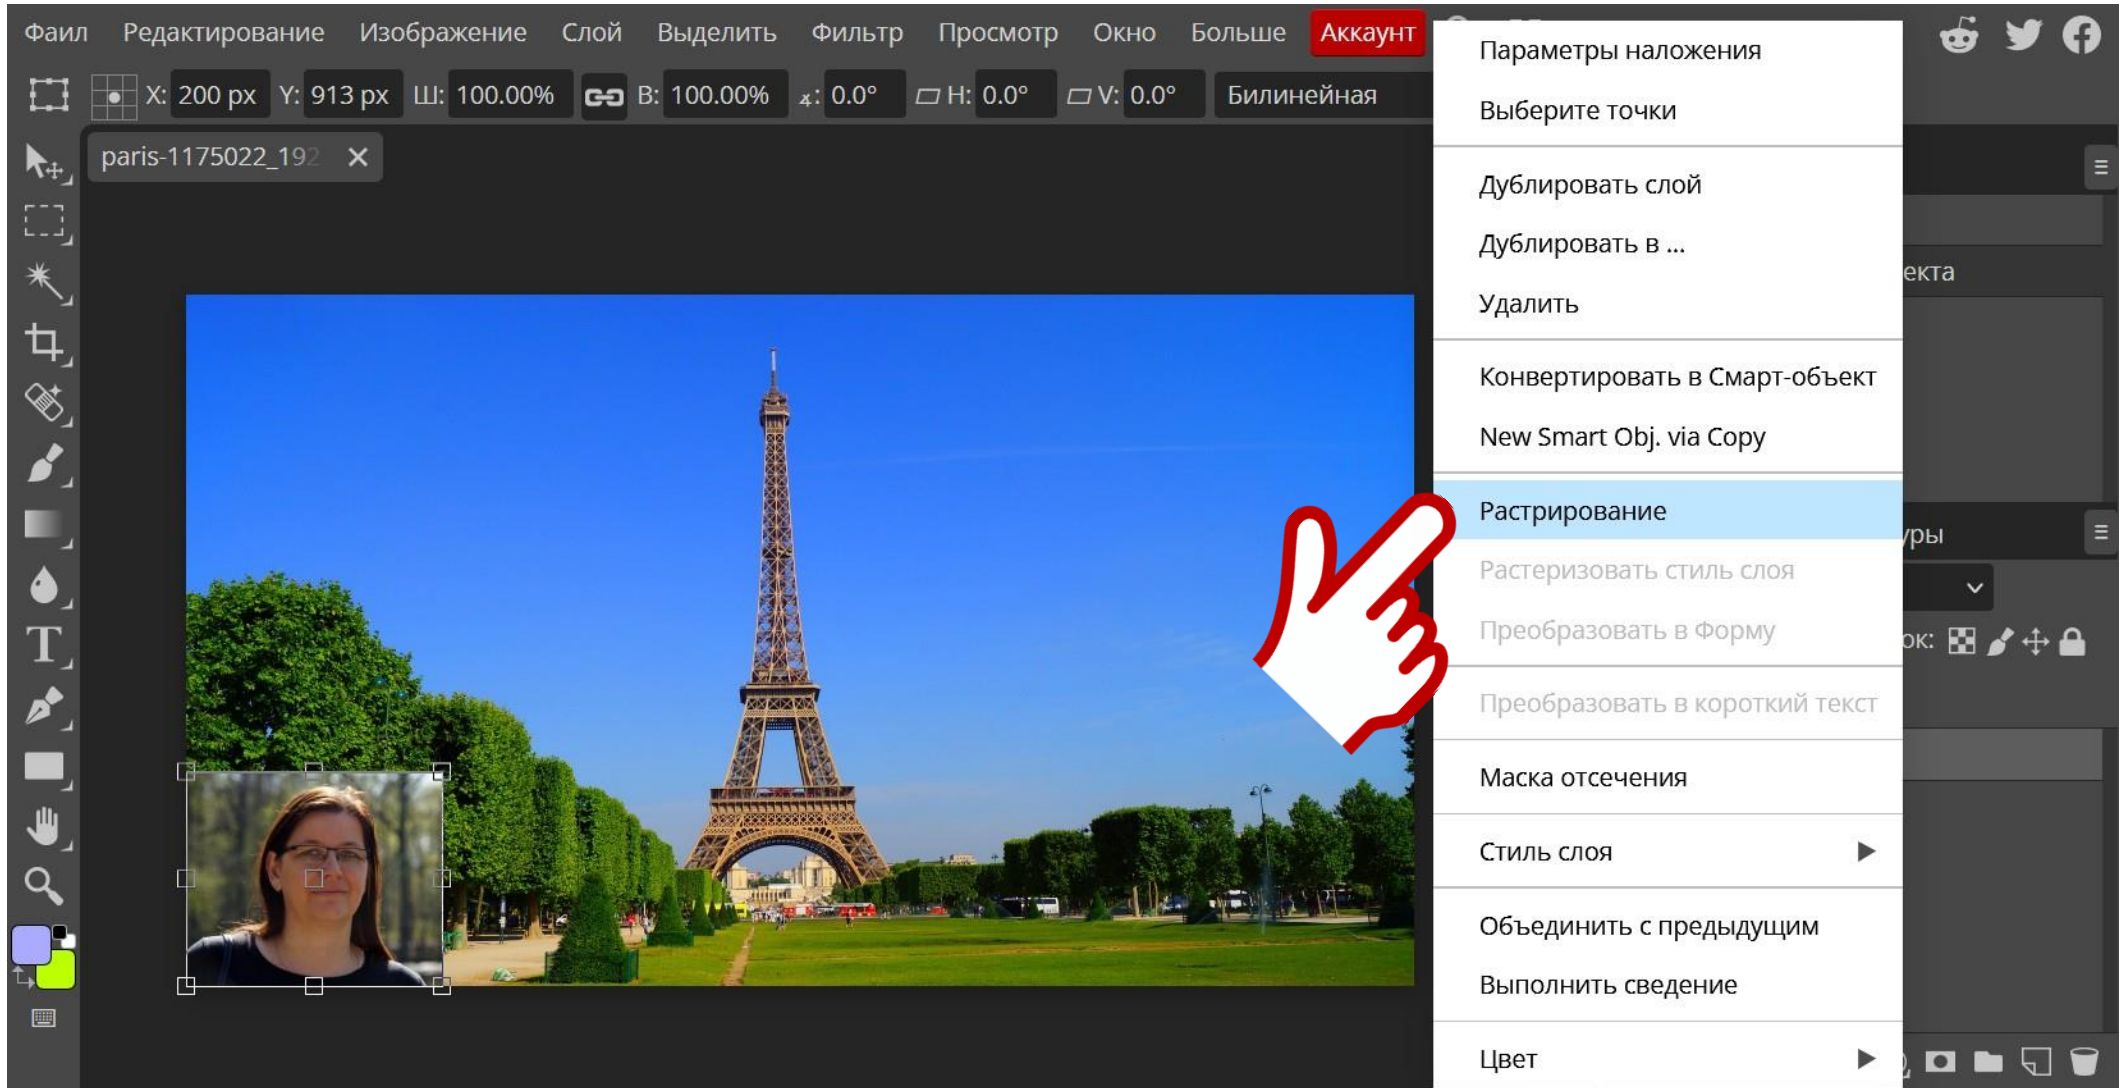 Фаил Редактирование Изображение Слой Выделить Фильтр Просмотр Окно Больше Аккаунт
X: 200 px Y: 913 px Ш: 100.00% В: 100.00% ∡: 0.0° H: 0.0° V: 0.0° Билинейная
paris-1175022_192
Параметры наложения
Выберите точки
Дублировать слой
Дублировать в ...
Удалить
Конвертировать в Смарт-объект
New Smart Obj. via Copy
Растрирование
Растеризовать стиль слоя
Преобразовать в Форму
Преобразовать в короткий текст
Маска отсечения
Стиль слоя
Объединить с предыдущим
Выполнить сведение
Цвет
екта
уры
ок: